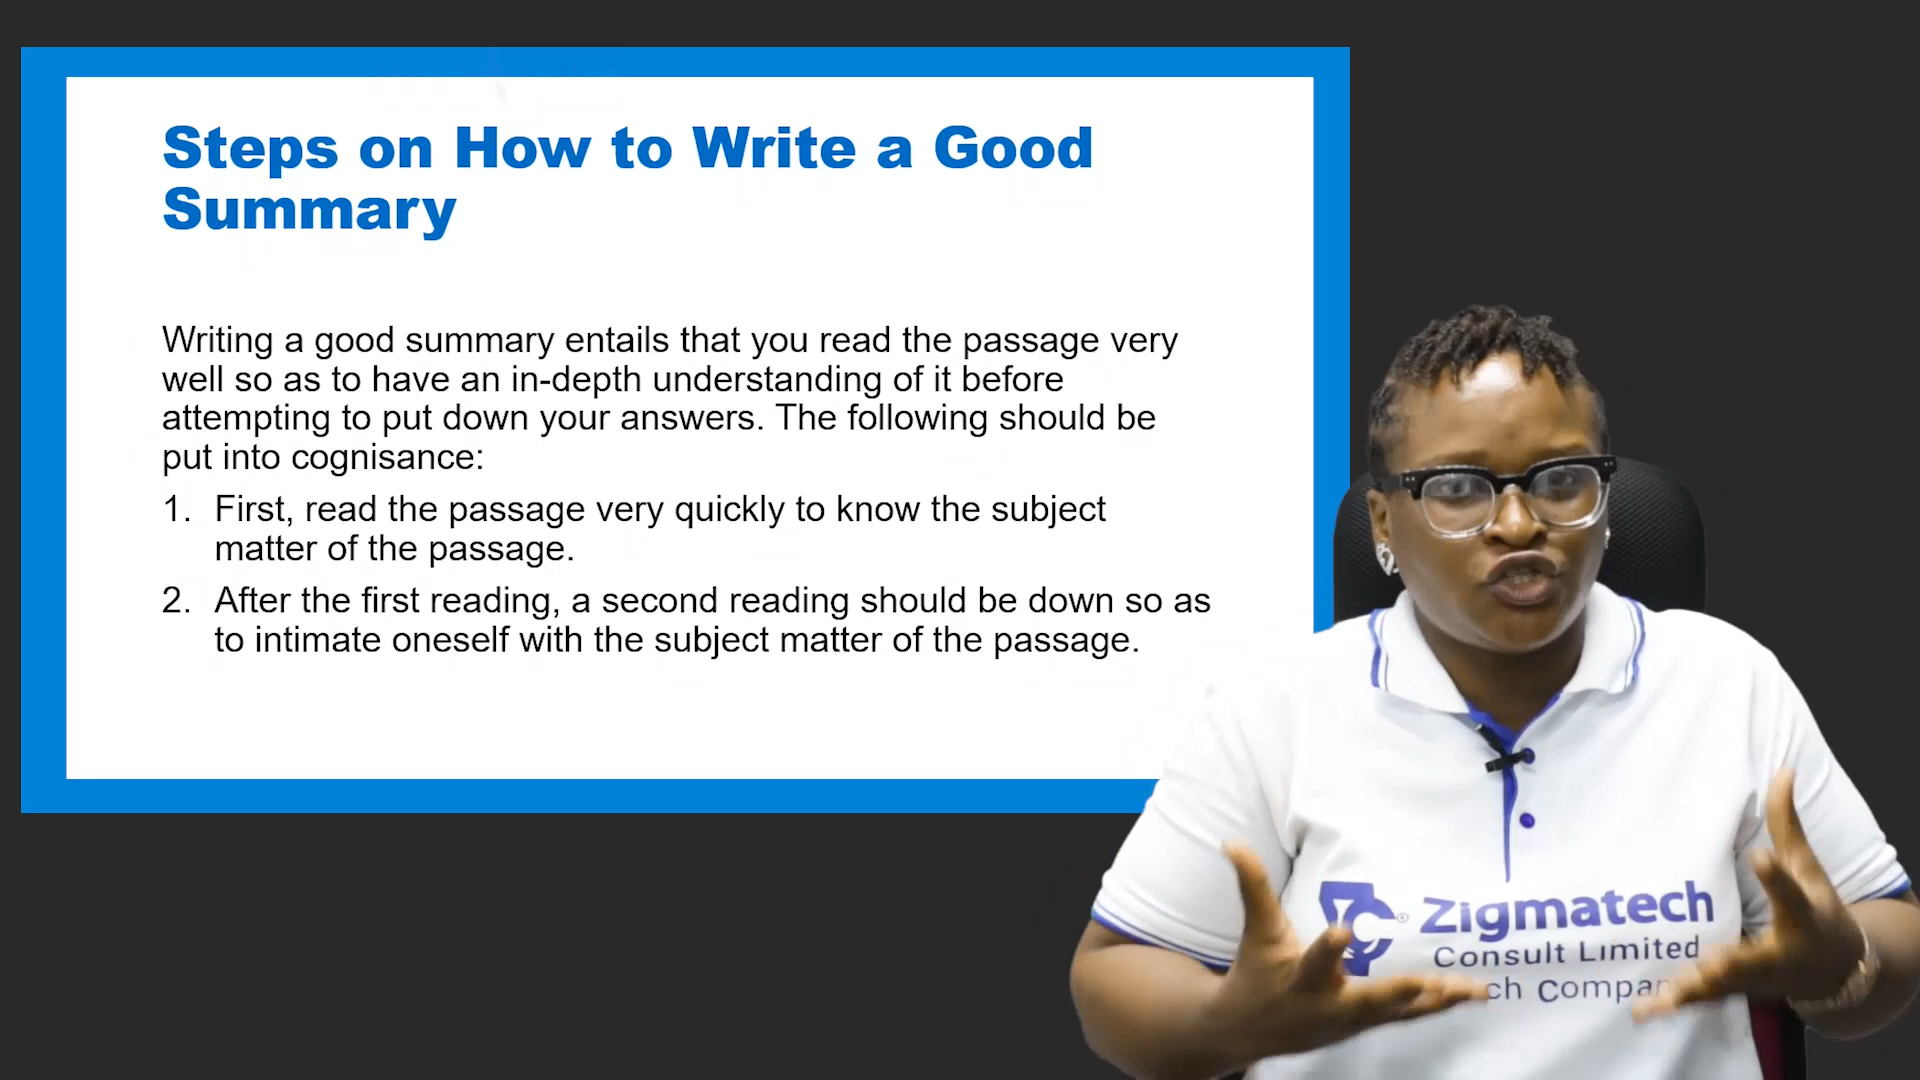 Steps on How to Write a Good
Summary
Writing a good summary entails that you read the passage very
well so as to have an in-depth understanding of it before
attempting to put down your answers. The following should be
put into cognisance:
1. First, read the passage very quickly to know the subject
matter of the passage.
2. After the first reading, a second reading should be down so as
to intimate oneself with the subject matter of the passage.
Zigmatech
Consult Limited